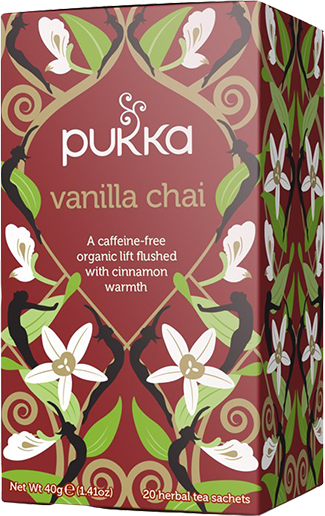 pukka
vanilla chai
A caffeine-free
organic lift flushed
with cinnamon
warmth
Net Wt 40g ℮ (1.41oz)
20 herbal tea sachets